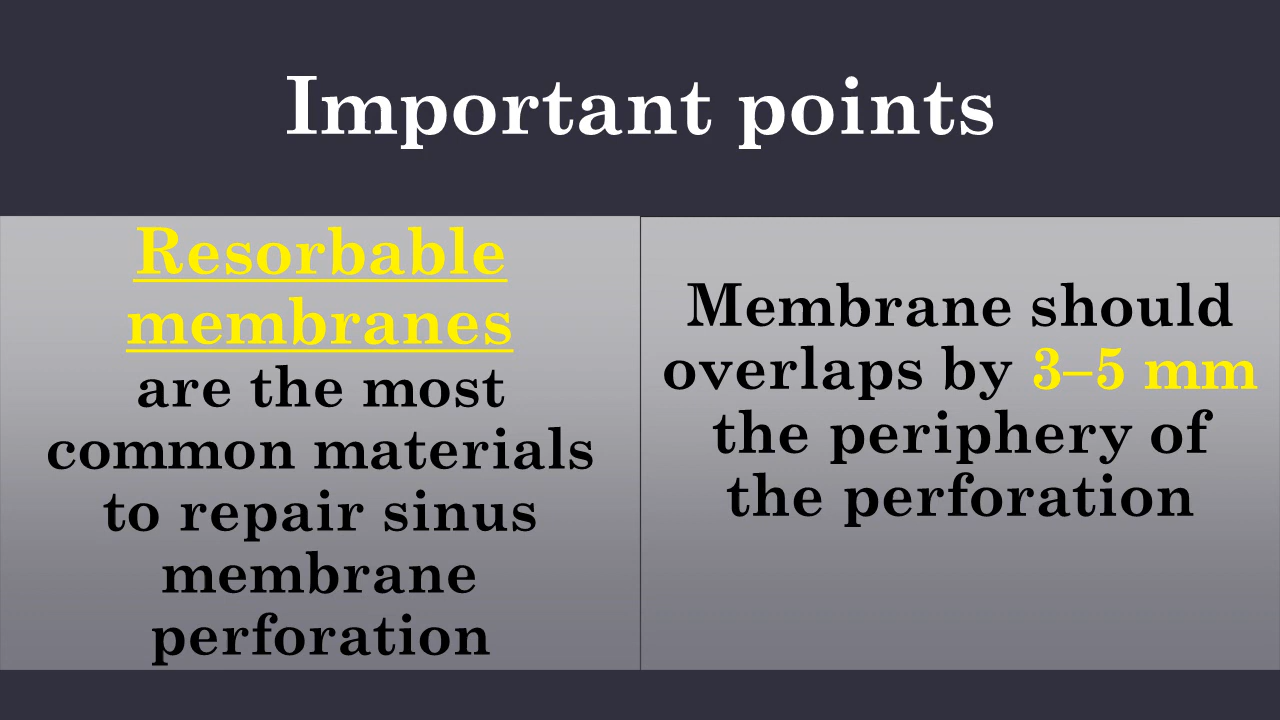 Important points
Resorbable
membranes
are the most
common materials
to repair sinus
membrane
perforation
Membrane should
overlaps by 3–5 mm
the periphery of
the perforation